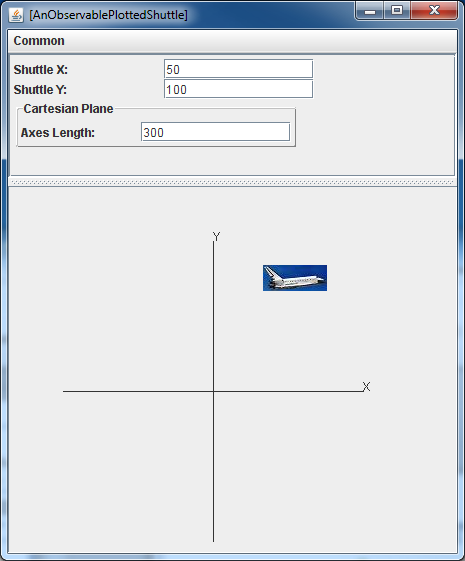 [AnObservablePlottedShuttle]
Common
Shuttle X: 50
Shuttle Y: 100
Cartesian Plane
Axes Length: 300
Y
X